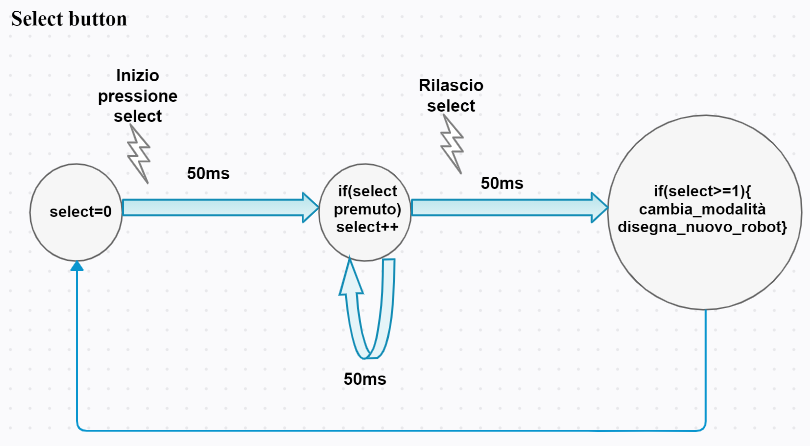 Select button
Inizio
pressione
select
Rilascio
select
50ms
50ms
select=0
if(select
premuto)
select++
if(select>=1){
cambia_modalità
disegna_nuovo_robot}
50ms